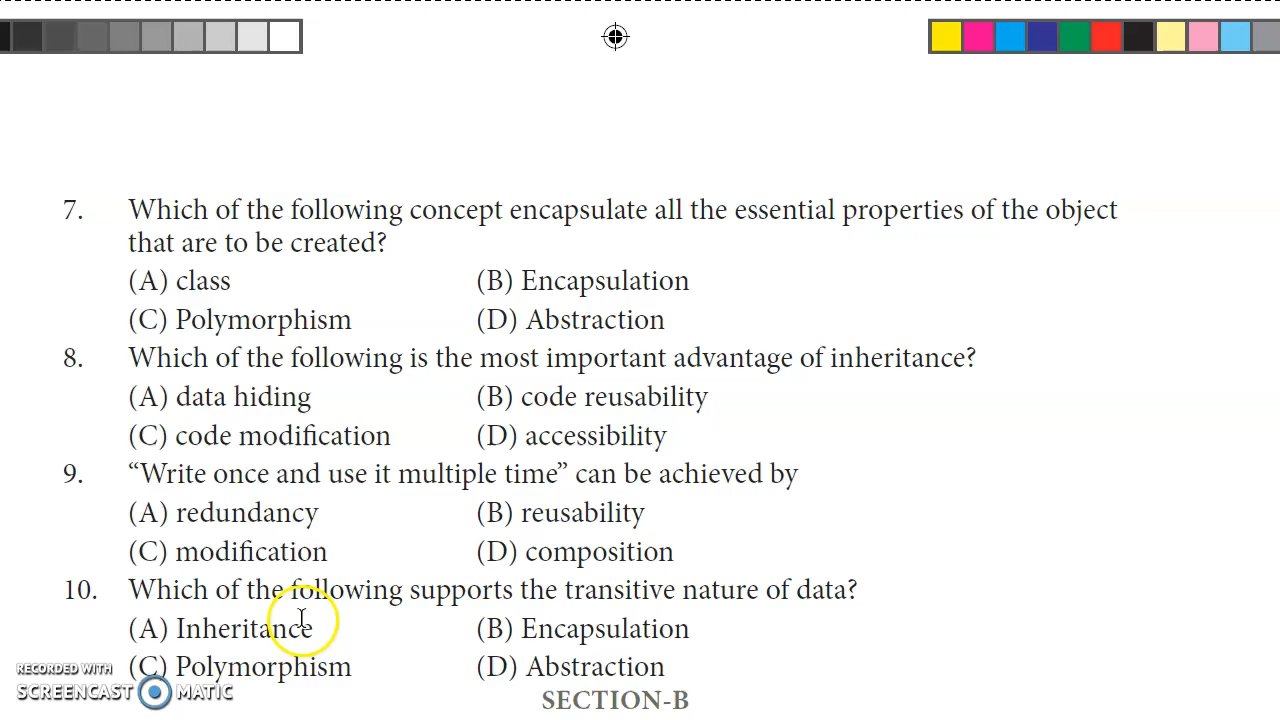 7. Which of the following concept encapsulate all the essential properties of the object
that are to be created?
(A) class (B) Encapsulation
(C) Polymorphism (D) Abstraction
8. Which of the following is the most important advantage of inheritance?
(A) data hiding (B) code reusability
(C) code modification (D) accessibility
9. “Write once and use it multiple time” can be achieved by
(A) redundancy (B) reusability
(C) modification (D) composition
10. Which of the following supports the transitive nature of data?
(A) Inheritance (B) Encapsulation
(C) Polymorphism (D) Abstraction
RECORDED WITH
SCREENCAST MATIC
SECTION-B